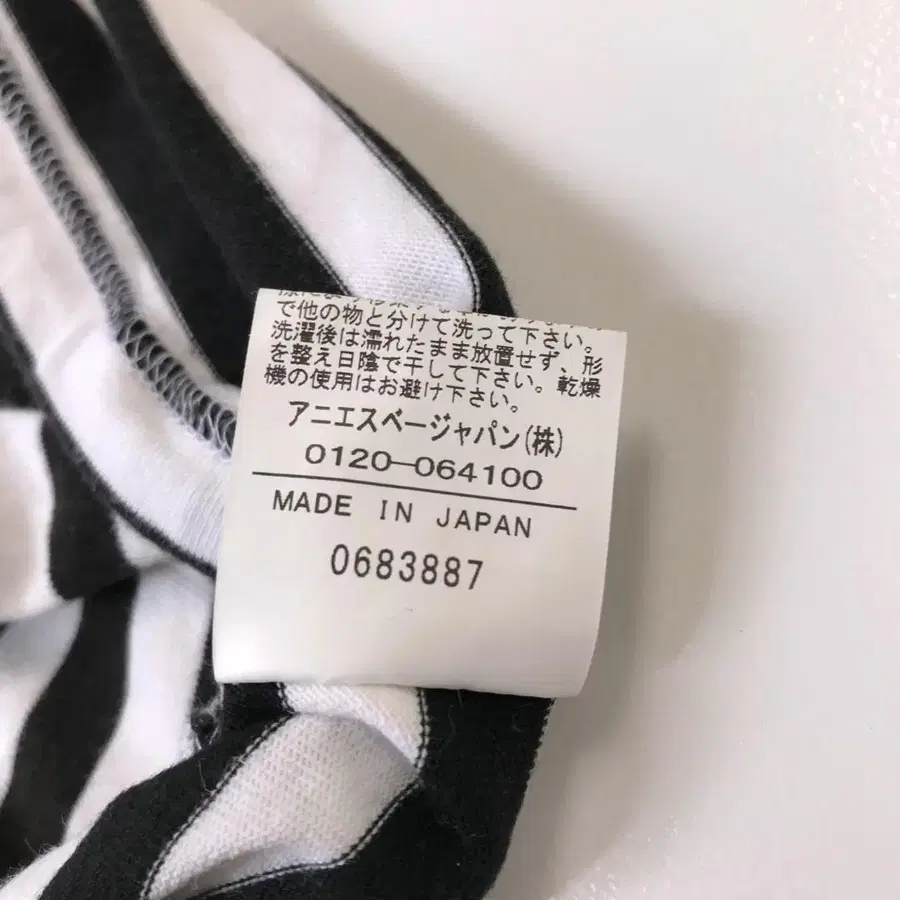 で他の物と分けて洗って下さい。
洗濯後は濡れたまま放置せず、形
を整え日陰で干して下さい。乾燥
機の使用はお避け下さい。
アニエスベージャパン(株)
0120-064100
MADE IN JAPAN
0683887